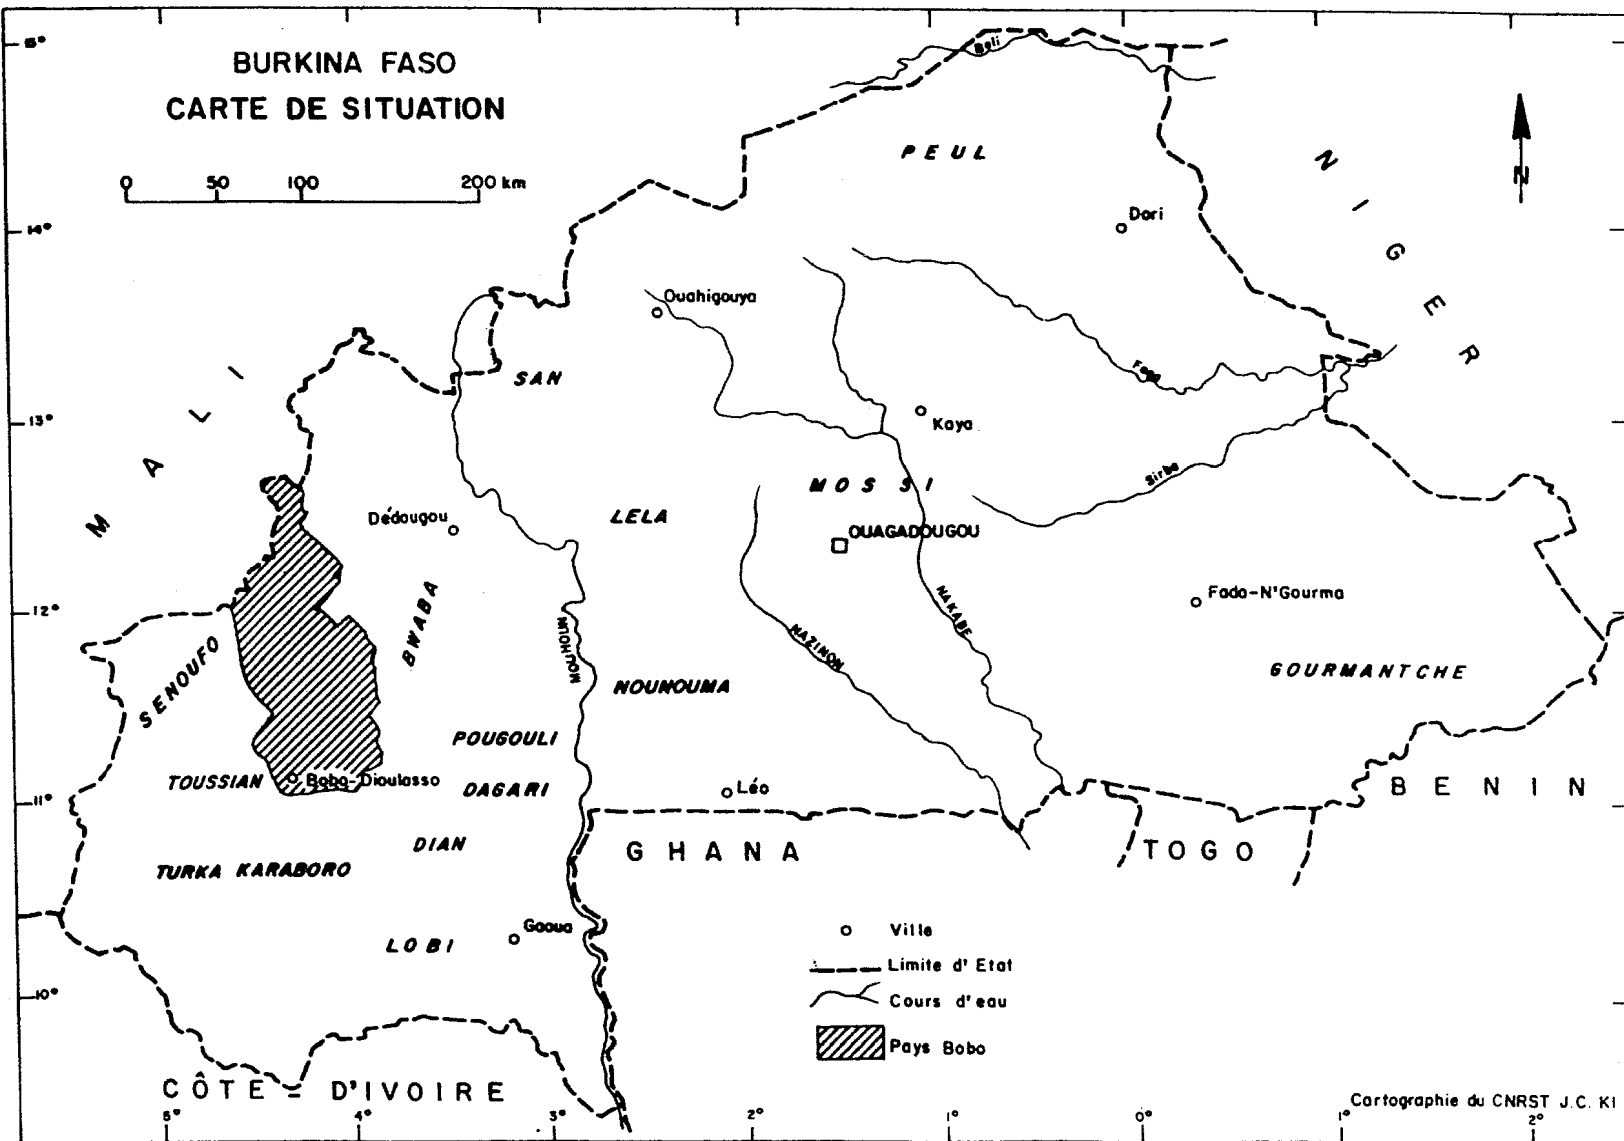 BURKINA FASO
CARTE DE SITUATION
0 50 100 200 km
N
15°
14°
13°
12°
11°
10°
Beli
PEUL
NIGER
Dori
Ouahigouya
MALI
SAN
Faga
Kaya
Sirba
MOSSI
Dédougou
LELA
OUAGADOUGOU
BWABA
NAKABE
Fada-N'Gourma
MOUHOUN
NAZINON
SENOUFO
NOUNOUMA
GOURMANTCHE
POUGOULI
TOUSSIAN
Bobo-Dioulasso
DAGARI
Léo
BENIN
DIAN
GHANA
TOGO
TURKA KARABORO
LOBI
Gaoua
Ville
Limite d'Etat
Cours d'eau
Pays Bobo
CÔTE - D'IVOIRE
Cartographie du CNRST J.C. KI
5° 4° 3° 2° 1° 0° 1° 2°